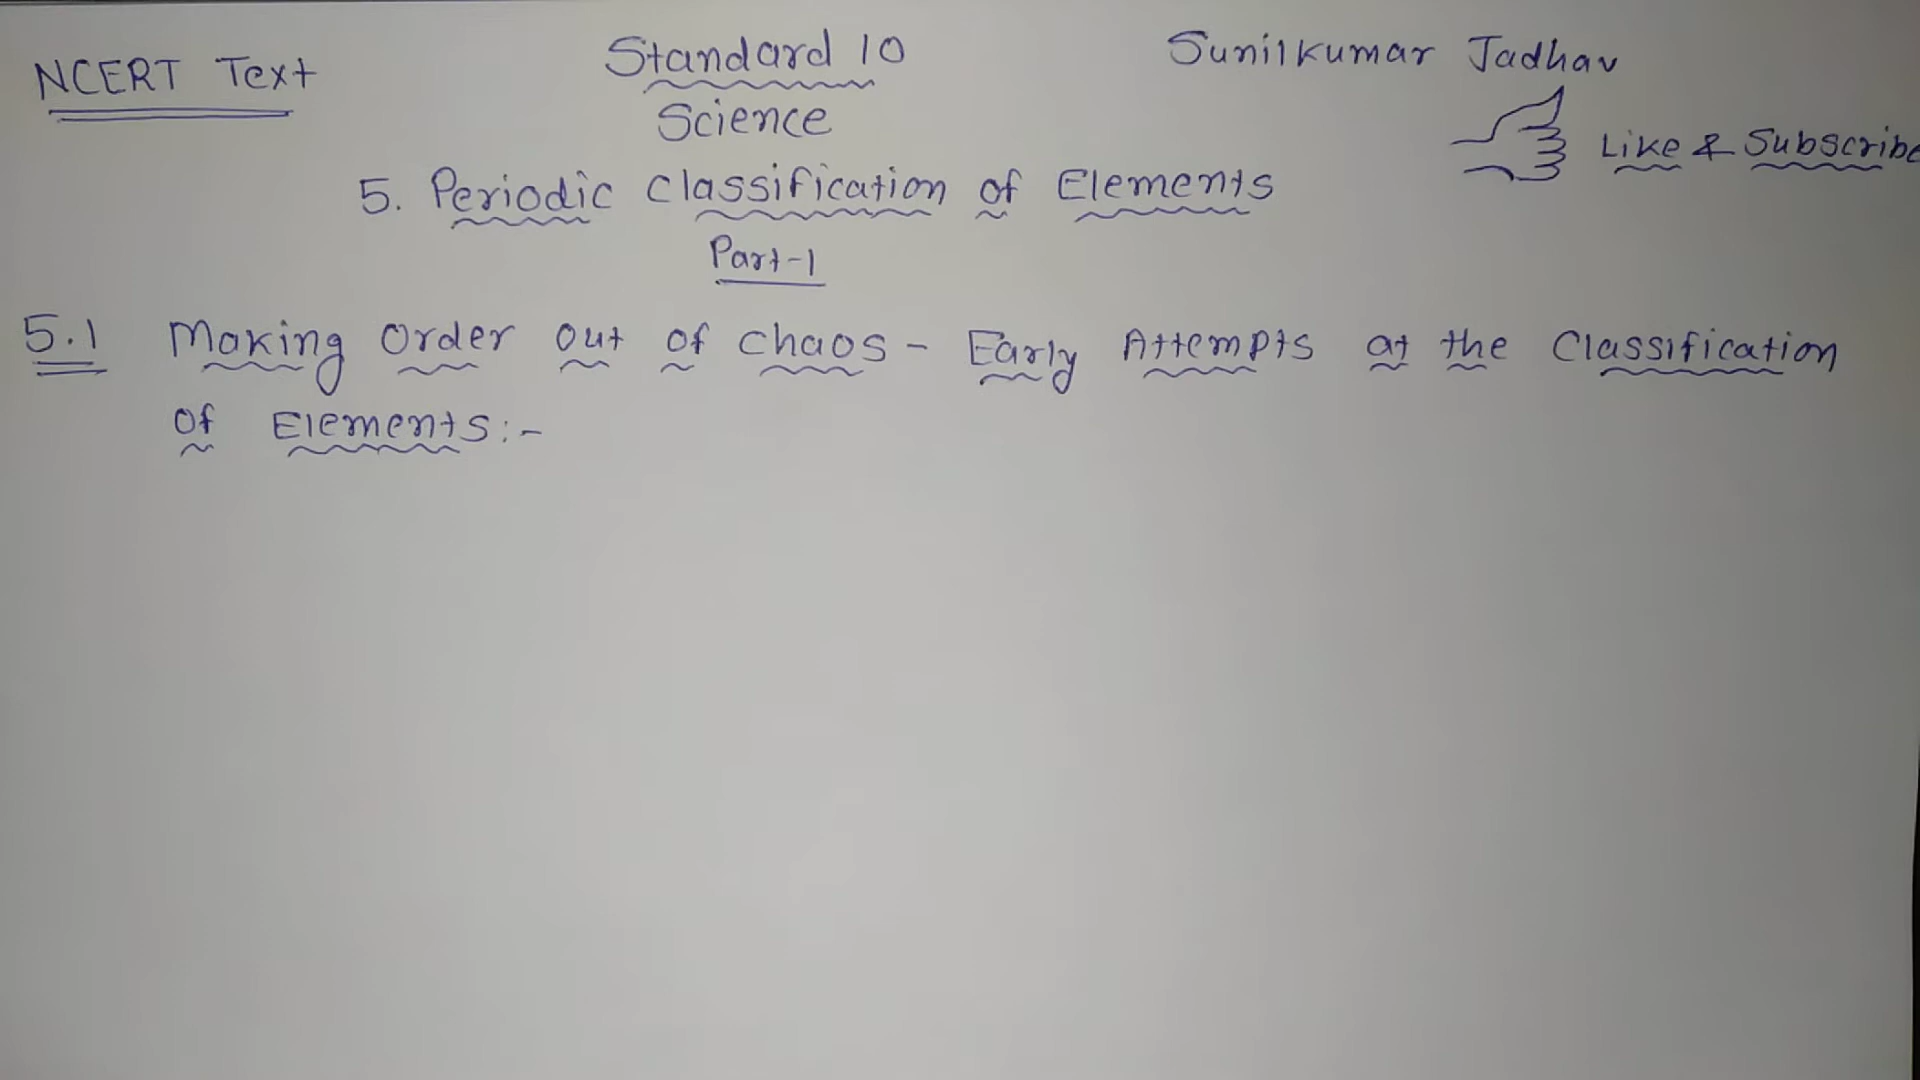 NCERT Text
Standard 10
Sunilkumar Jadhav
Science
Like & Subscribe
5. Periodic Classification of Elements
Part-1
5.1 Making Order out of Chaos - Early Attempts at the Classification
of Elements:-